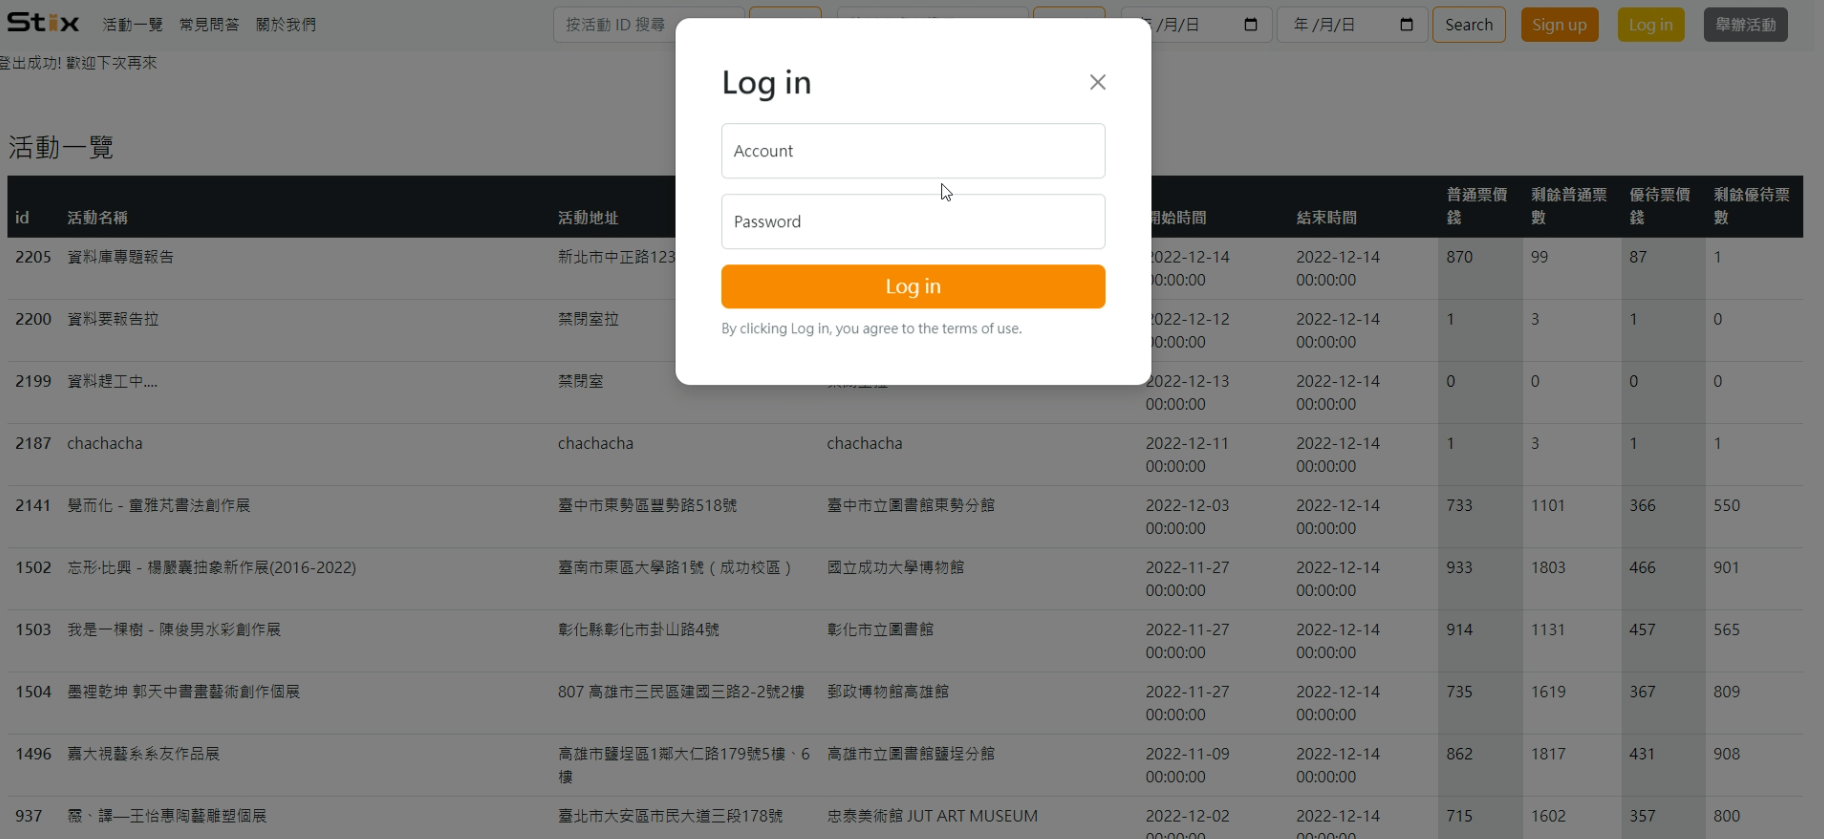 Stix 活動一覽 常見問答 關於我們 按活動 ID 搜尋 /月/日 年 /月/日 Search Sign up Log in 舉辦活動
登出成功! 歡迎下次再來
Log in
Account
Password
Log in
By clicking Log in, you agree to the terms of use.
活動一覽
id 活動名稱 活動地址 開始時間 結束時間 普通票價錢 剩餘普通票數 優待票價錢 剩餘優待票數
2205 資料庫專題報告 新北市中正路123 2022-12-14 2022-12-14 870 99 87 1
00:00:00 00:00:00
2200 資料要報告拉 禁閉室拉 2022-12-12 2022-12-14 1 3 1 0
00:00:00 00:00:00
2199 資料趕工中.... 禁閉室 2022-12-13 2022-12-14 0 0 0 0
00:00:00 00:00:00
2187 chachacha chachacha chachacha 2022-12-11 2022-12-14 1 3 1 1
00:00:00 00:00:00
2141 覺而化 - 童雅芃書法創作展 臺中市東勢區豐勢路518號 臺中市立圖書館東勢分館 2022-12-03 2022-12-14 733 1101 366 550
00:00:00 00:00:00
1502 忘形‧比興 - 楊嚴囊抽象新作展(2016-2022) 臺南市東區大學路1號（成功校區） 國立成功大學博物館 2022-11-27 2022-12-14 933 1803 466 901
00:00:00 00:00:00
1503 我是一棵樹 - 陳俊男水彩創作展 彰化縣彰化市卦山路4號 彰化市立圖書館 2022-11-27 2022-12-14 914 1131 457 565
00:00:00 00:00:00
1504 墨裡乾坤 郭天中書畫藝術創作個展 807 高雄市三民區建國三路2-2號2樓 郵政博物館高雄館 2022-11-27 2022-12-14 735 1619 367 809
00:00:00 00:00:00
1496 嘉大視藝系系友作品展 高雄市鹽埕區1鄰大仁路179號5樓、6 高雄市立圖書館鹽埕分館 2022-11-09 2022-12-14 862 1817 431 908
樓 00:00:00 00:00:00
937 薇、譯—王怡惠陶藝雕塑個展 臺北市大安區市民大道三段178號 忠泰美術館 JUT ART MUSEUM 2022-12-02 2022-12-14 715 1602 357 800